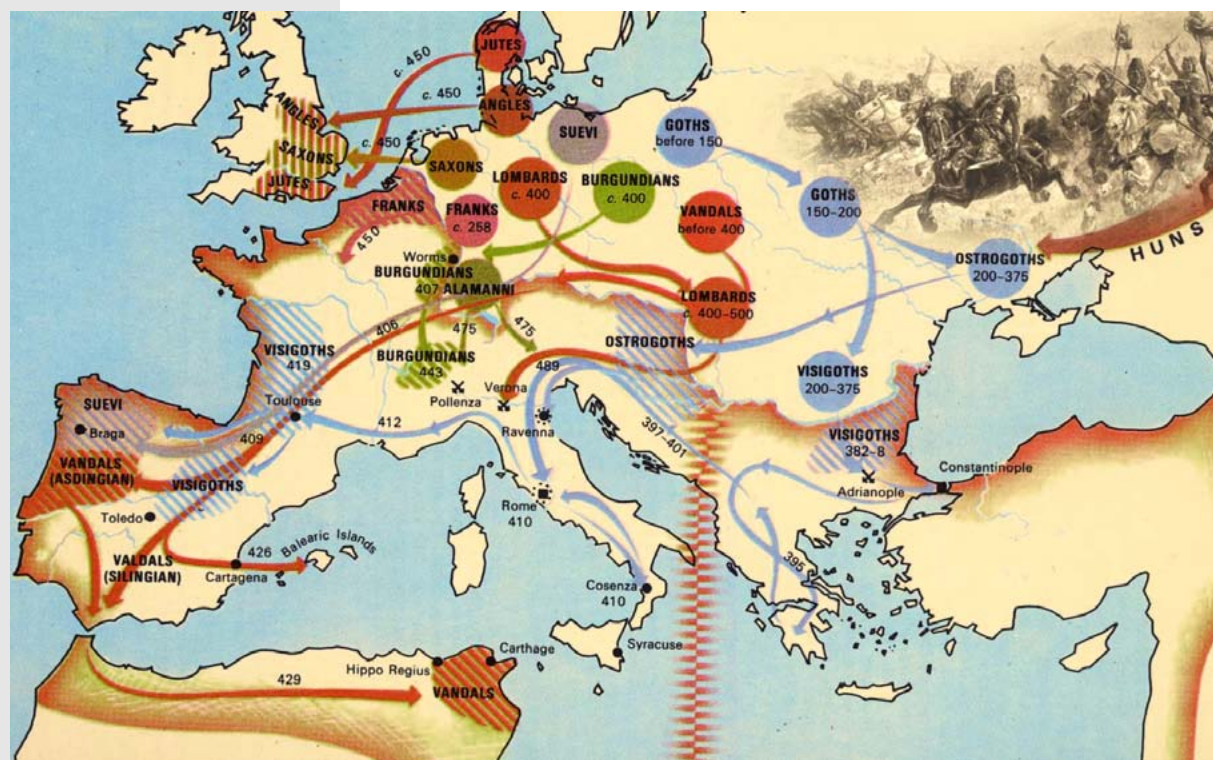 JUTES
c. 450
c. 450
ANGLES
ANGLES
SUEVI
GOTHS
before 150
c. 450
SAXONS
SAXONS
JUTES
LOMBARDS
c. 400
BURGUNDIANS
c. 400
GOTHS
150–200
FRANKS
FRANKS
c. 258
VANDALS
before 400
HUNS
450
Worms
BURGUNDIANS
407
ALAMANNI
OSTROGOTHS
200–375
LOMBARDS
c. 400–500
406
475
475
OSTROGOTHS
VISIGOTHS
419
BURGUNDIANS
443
489
VISIGOTHS
200–375
Pollenza
Verona
SUEVI
Braga
Toulouse
412
Ravenna
397–401
409
VISIGOTHS
382–8
Constantinople
VANDALS
(ASDINGIAN)
VISIGOTHS
Adrianople
Toledo
Rome
410
VALDALS
(SILINGIAN)
426
Balearic Islands
Cartagena
395
Cosenza
410
Hippo Regius
Carthage
Syracuse
429
VANDALS